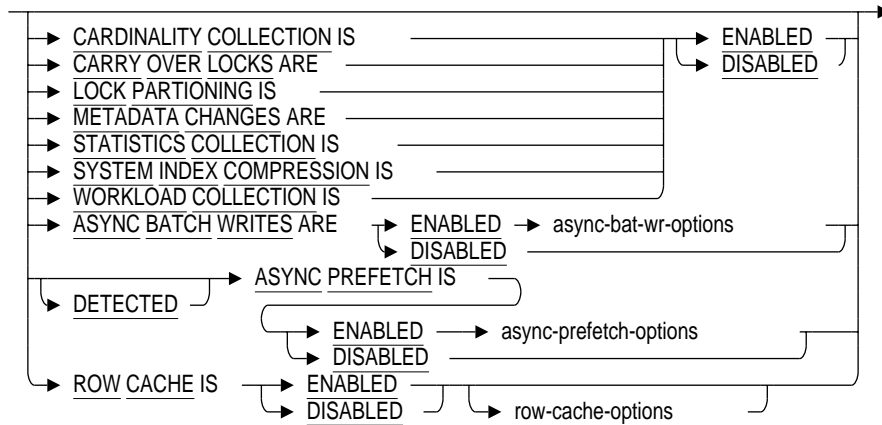 CARDINALITY COLLECTION IS ENABLED
CARRY OVER LOCKS ARE DISABLED
LOCK PARTIONING IS
METADATA CHANGES ARE
STATISTICS COLLECTION IS
SYSTEM INDEX COMPRESSION IS
WORKLOAD COLLECTION IS
ASYNC BATCH WRITES ARE ENABLED async-bat-wr-options
DISABLED
ASYNC PREFETCH IS
DETECTED
ENABLED async-prefetch-options
DISABLED
ROW CACHE IS ENABLED
DISABLED row-cache-options